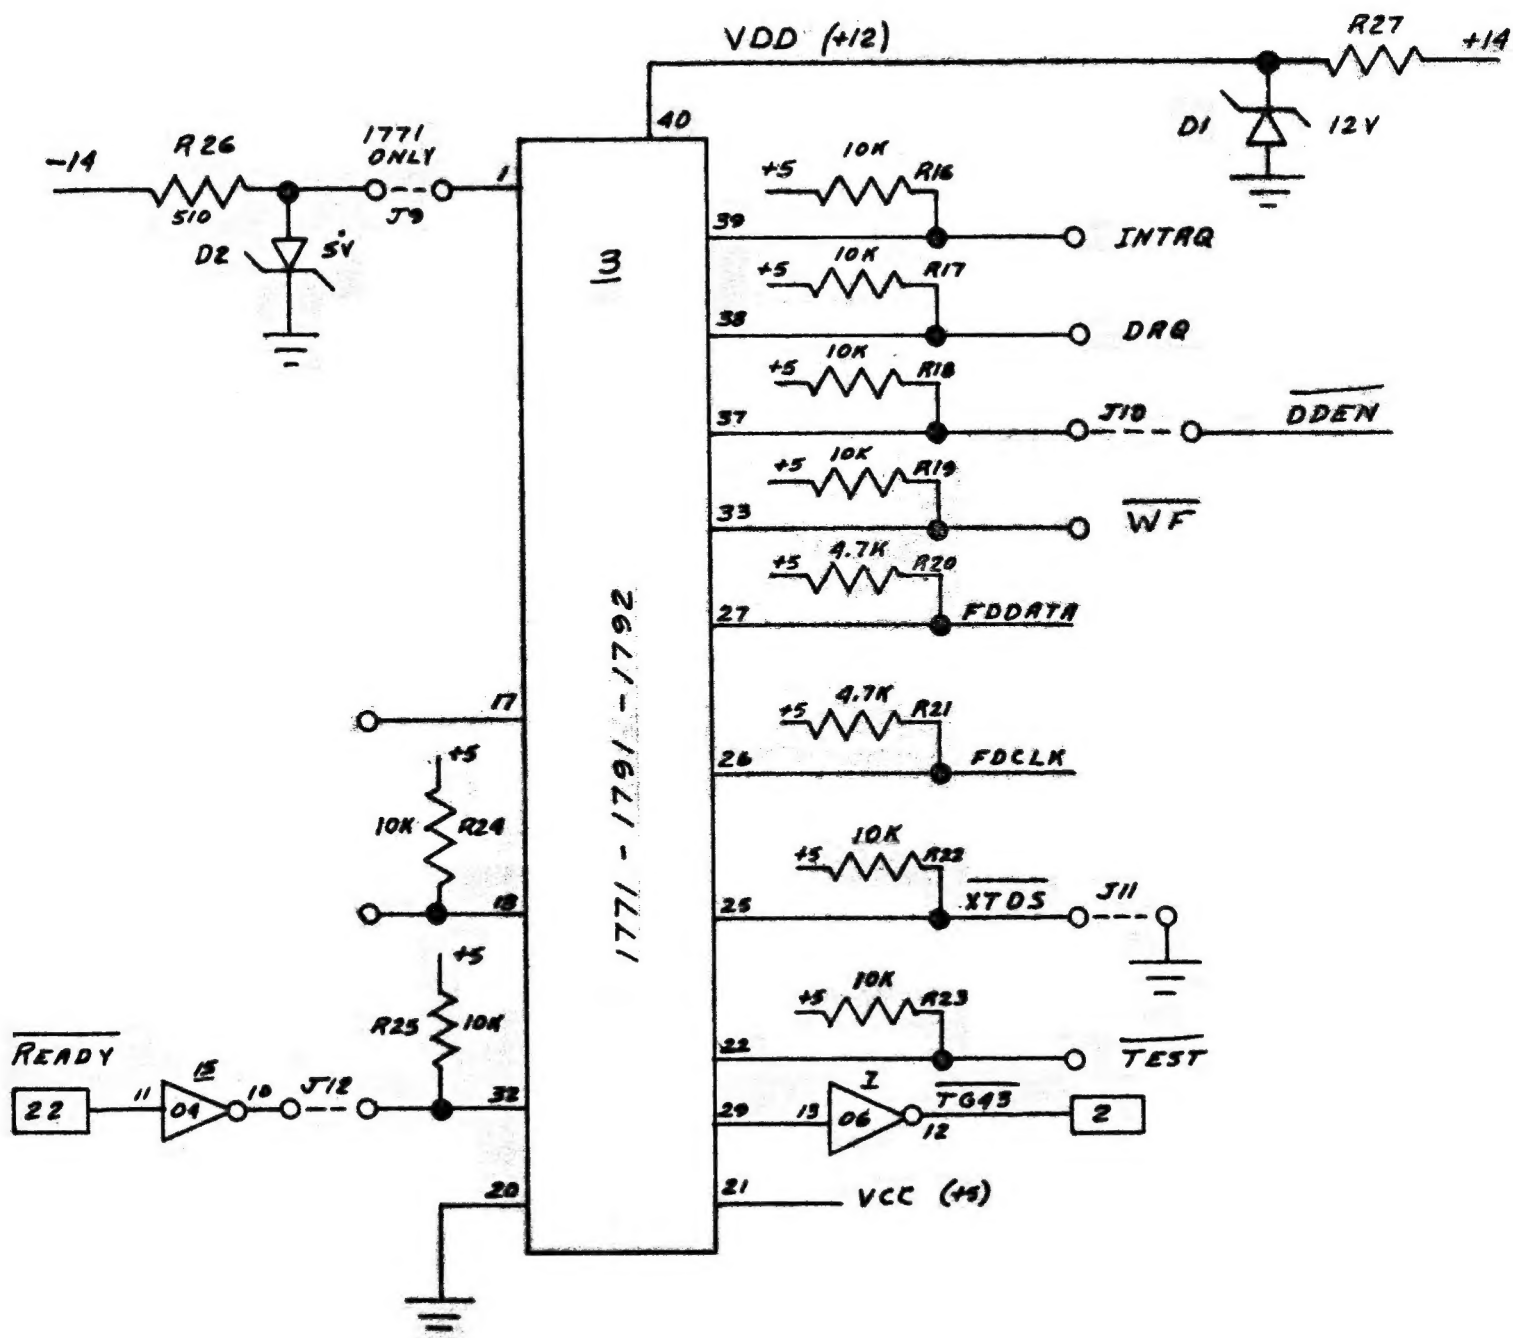 VDD (+12)
R27
+14
40
D1
12V
-14
R26
510
1771
ONLY
J9
1
D2
5V
3
1771 - 1791 - 1792
+5
10K
R16
39
INTRQ
+5
10K
R17
38
DRQ
+5
10K
R18
37
J10
DDEN
+5
10K
R19
33
WF
+5
4.7K
R20
27
FDDATA
17
+5
4.7K
R21
26
FDCLK
+5
10K
R24
18
+5
10K
R22
25
XTDS
J11
+5
R25
10K
+5
10K
R23
22
TEST
READY
22
11
15
04
10
J12
32
29
13
1
06
12
TG43
2
20
21
VCC (+5)